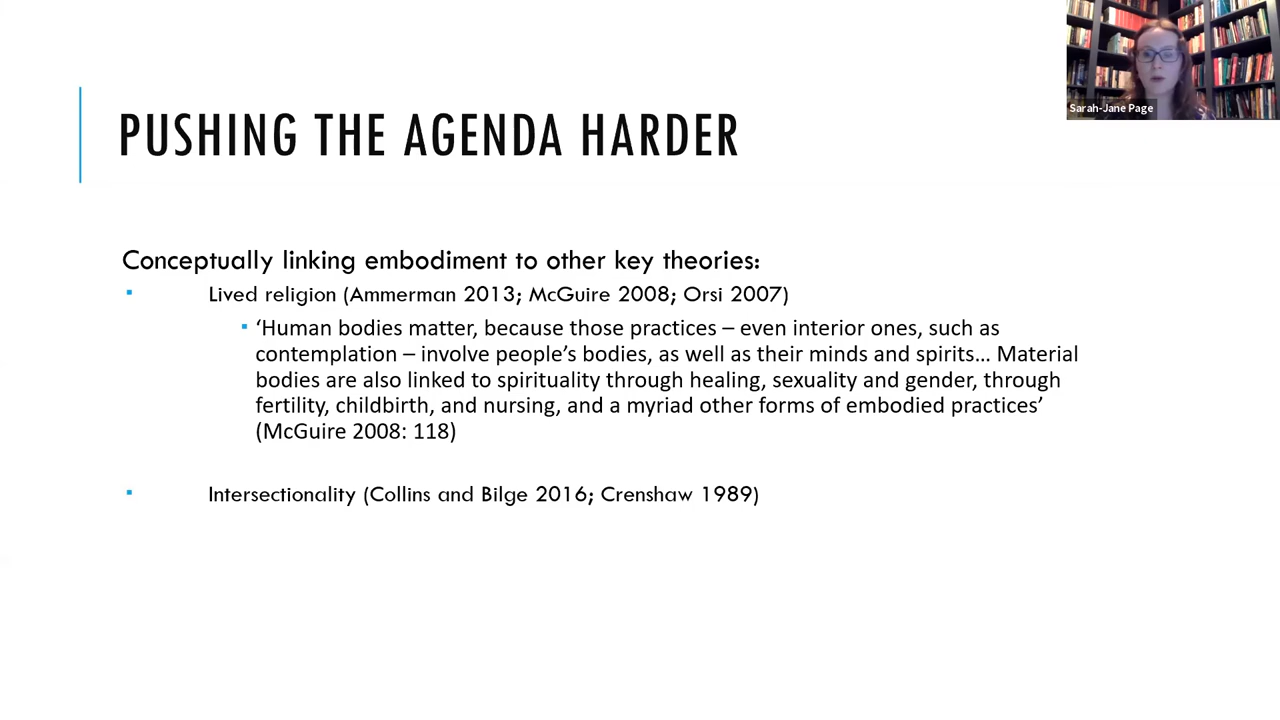 Sarah-Jane Page
PUSHING THE AGENDA HARDER
Conceptually linking embodiment to other key theories:
▪ Lived religion (Ammerman 2013; McGuire 2008; Orsi 2007)
▪ ‘Human bodies matter, because those practices – even interior ones, such as
contemplation – involve people’s bodies, as well as their minds and spirits… Material
bodies are also linked to spirituality through healing, sexuality and gender, through
fertility, childbirth, and nursing, and a myriad other forms of embodied practices’
(McGuire 2008: 118)
▪ Intersectionality (Collins and Bilge 2016; Crenshaw 1989)